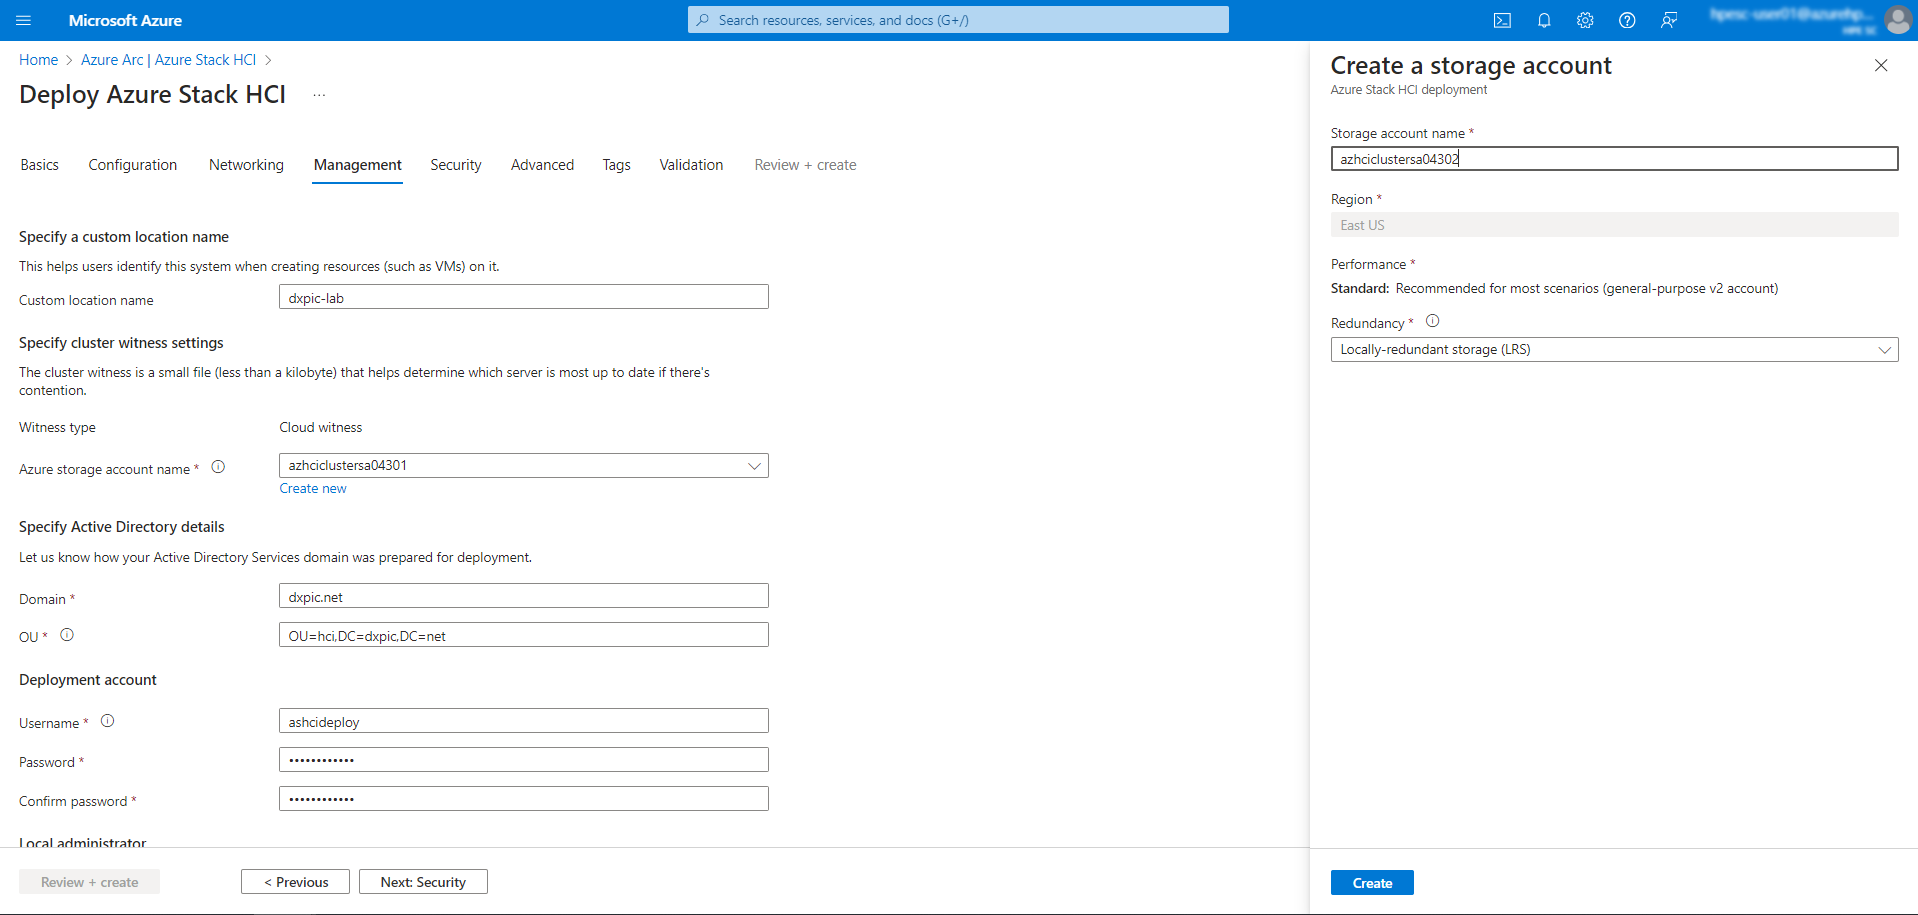 Microsoft Azure
Search resources, services, and docs (G+/)
Home > Azure Arc | Azure Stack HCI >
Deploy Azure Stack HCI ...
Basics Configuration Networking Management Security Advanced Tags Validation Review + create
Specify a custom location name
This helps users identify this system when creating resources (such as VMs) on it.
Custom location name dxpic-lab
Specify cluster witness settings
The cluster witness is a small file (less than a kilobyte) that helps determine which server is most up to date if there's
contention.
Witness type Cloud witness
Azure storage account name * azhciclustersa04301
Create new
Specify Active Directory details
Let us know how your Active Directory Services domain was prepared for deployment.
Domain * dxpic.net
OU * OU=hci,DC=dxpic,DC=net
Deployment account
Username * ashcideploy
Password * ••••••••••••
Confirm password * ••••••••••••
Local administrator
Review + create < Previous Next: Security
Create a storage account
Azure Stack HCI deployment
Storage account name *
azhciclustersa04302
Region *
East US
Performance *
Standard: Recommended for most scenarios (general-purpose v2 account)
Redundancy *
Locally-redundant storage (LRS)
Create